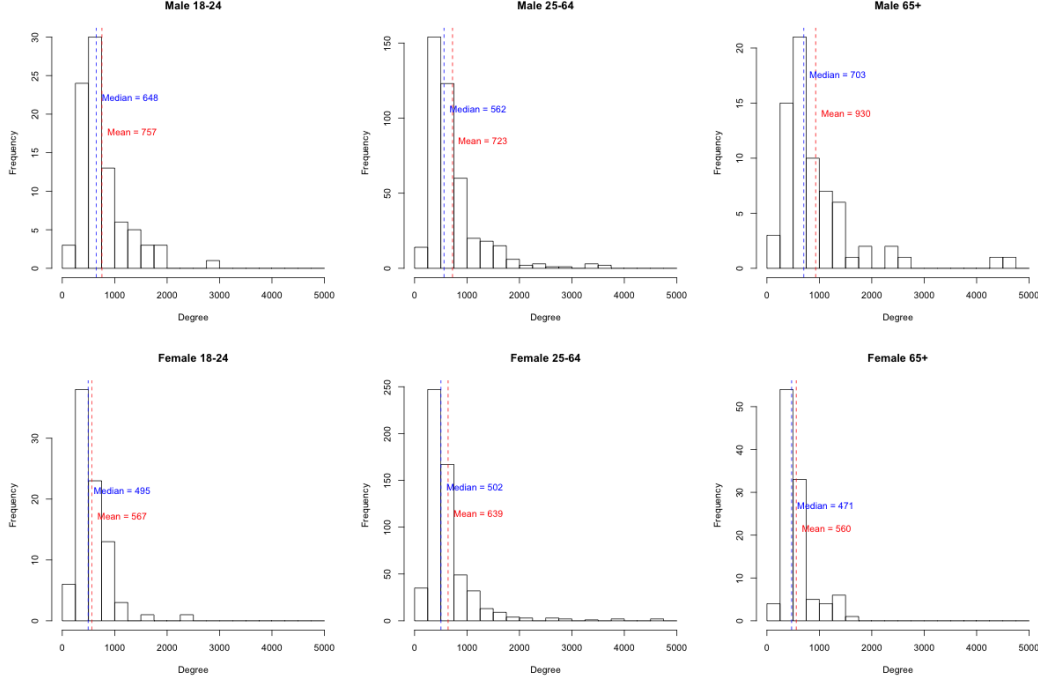 Male 18-24
Frequency
0 5 10 15 20 25 30
Median = 648
Mean = 757
0 1000 2000 3000 4000 5000
Degree
Male 25-64
Frequency
0 50 100 150
Median = 562
Mean = 723
0 1000 2000 3000 4000 5000
Degree
Male 65+
Frequency
0 5 10 15 20
Median = 703
Mean = 930
0 1000 2000 3000 4000 5000
Degree
Female 18-24
Frequency
0 10 20 30
Median = 495
Mean = 567
0 1000 2000 3000 4000 5000
Degree
Female 25-64
Frequency
0 50 100 150 200 250
Median = 502
Mean = 639
0 1000 2000 3000 4000 5000
Degree
Female 65+
Frequency
0 10 20 30 40 50
Median = 471
Mean = 560
0 1000 2000 3000 4000 5000
Degree